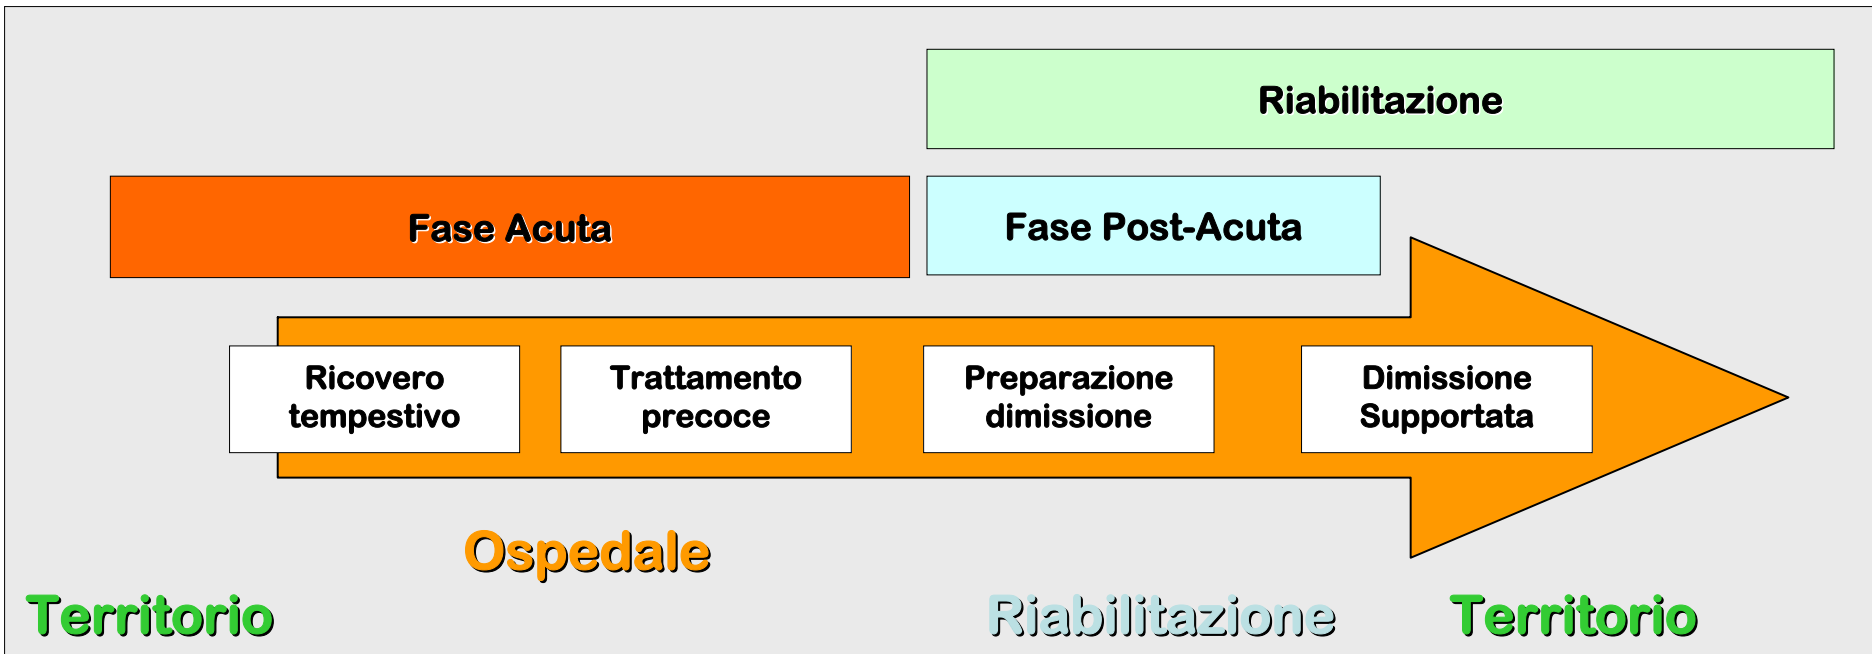 Riabilitazione
Fase Acuta
Fase Post-Acuta
Ricovero
tempestivo
Trattamento
precoce
Preparazione
dimissione
Dimissione
Supportata
Ospedale
Territorio
Riabilitazione
Territorio